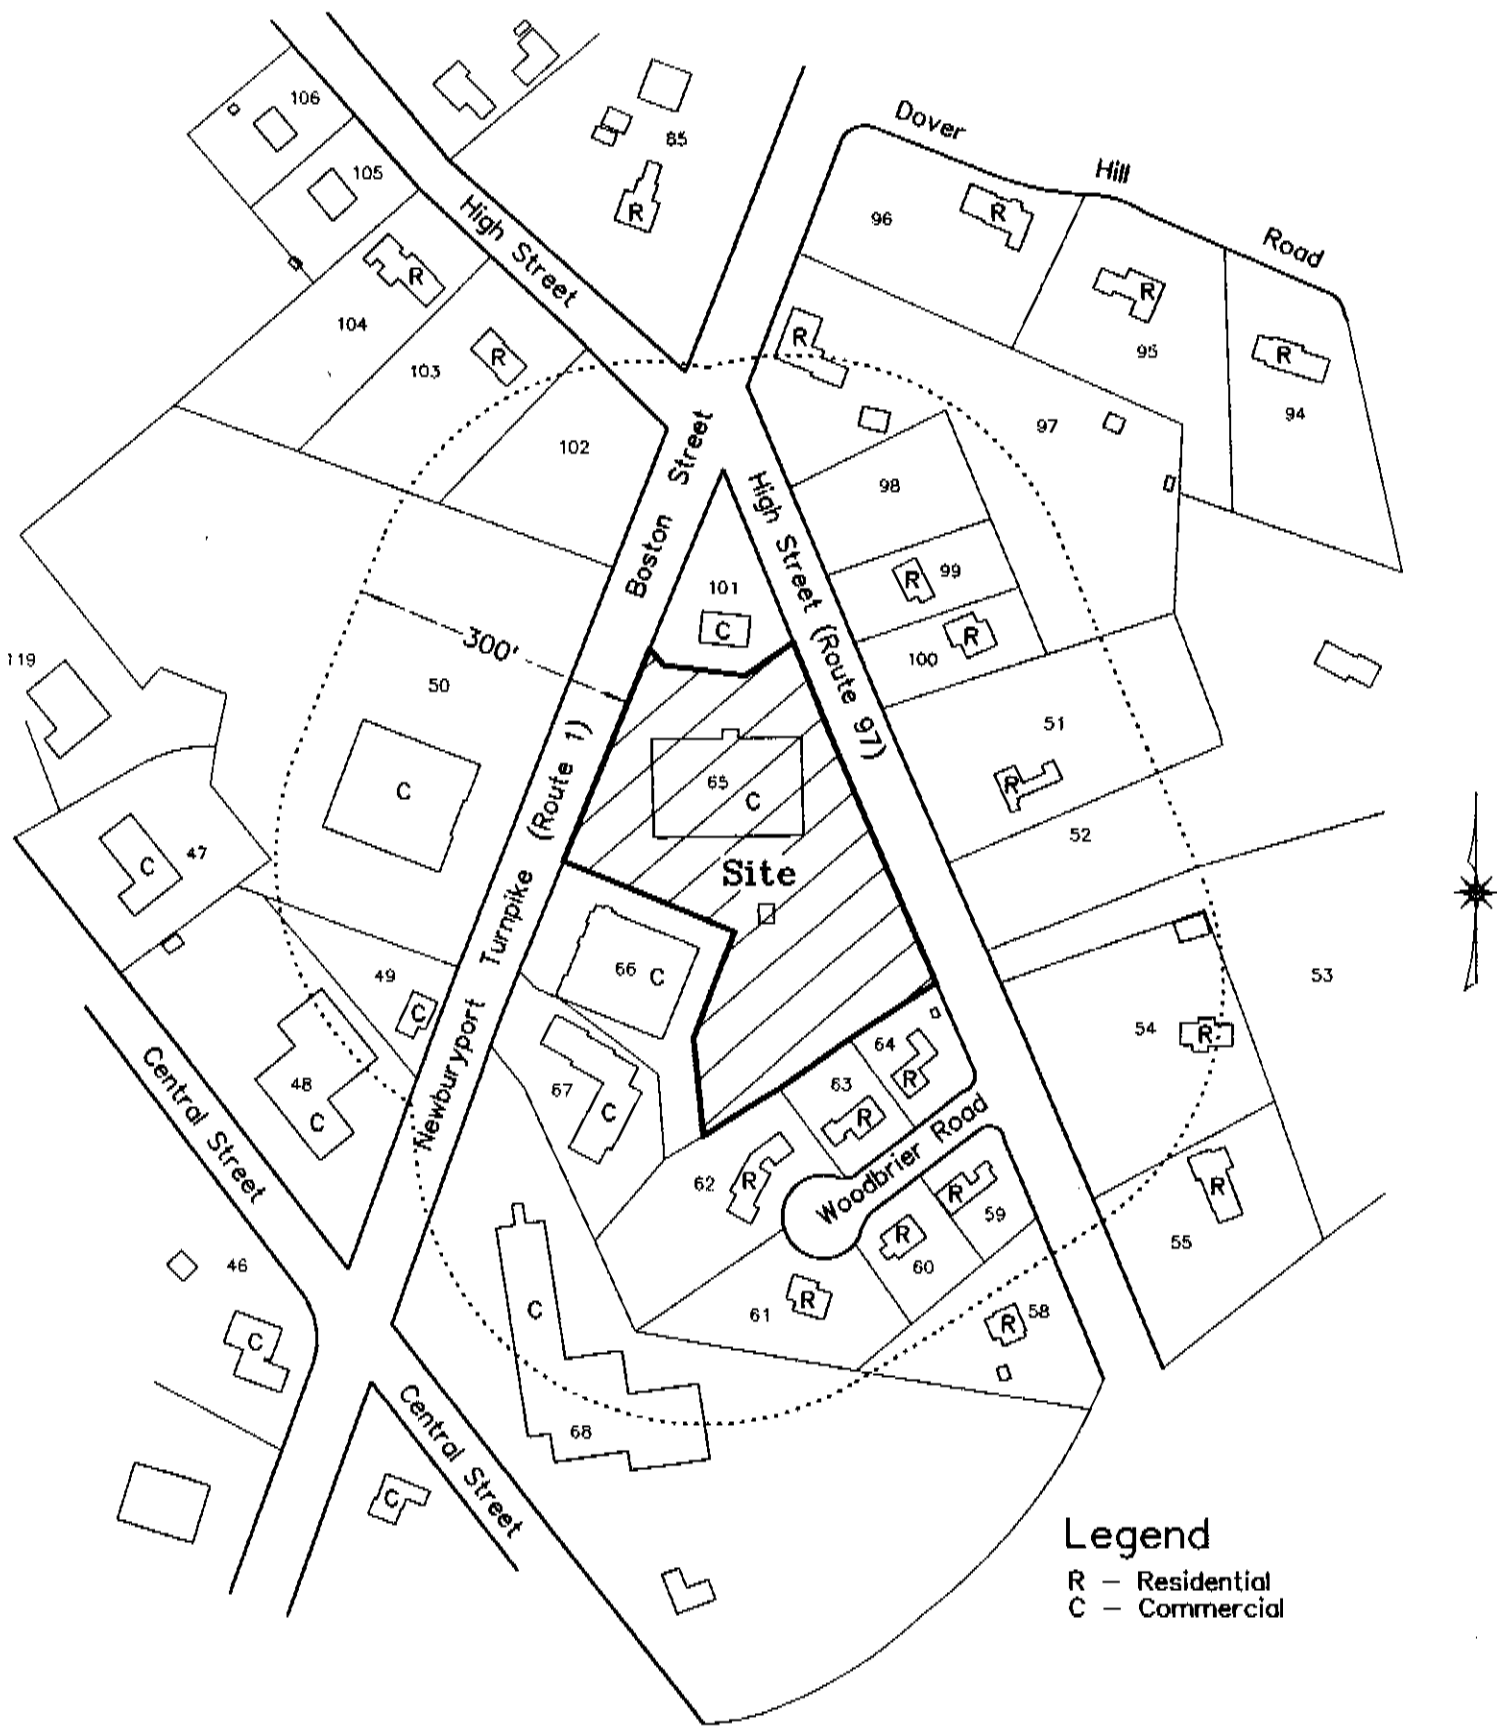 106
105
85
Dover
Hill
Road
High Street
R
96
R
R
R
104
103
R
R
95
R
94
102
Boston Street
97
98
High Street (Route 97)
101
C
R
99
100
R
300'
119
50
C
51
R
65
C
Site
52
Newburyport Turnpike (Route 1)
47
C
66
C
53
49
C
54
R
Central Street
48
C
67
C
64
R
63
R
Woodbrier Road
62
R
R
59
R
60
R
55
46
C
C
61
R
R
58
68
Central Street
C
Legend
R – Residential
C – Commercial